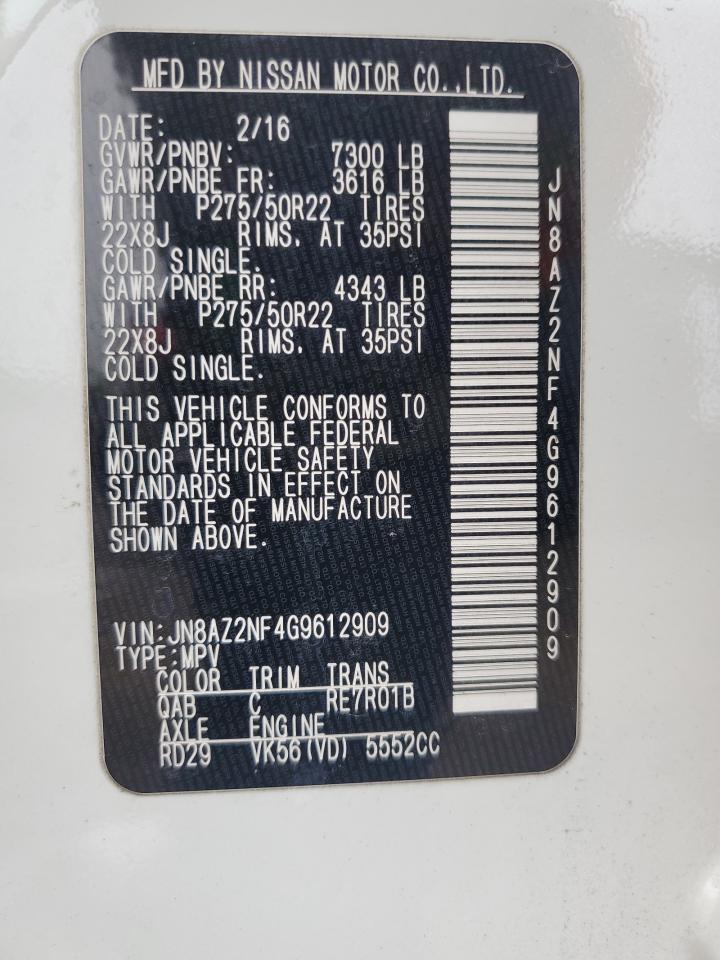 MFD BY NISSAN MOTOR CO.,LTD.
DATE: 2/16
GVWR/PNBV: 7300 LB
GAWR/PNBE FR: 3616 LB
WITH P275/50R22 TIRES
22X8J RIMS, AT 35PSI
COLD SINGLE.
GAWR/PNBE RR: 4343 LB
WITH P275/50R22 TIRES
22X8J RIMS, AT 35PSI
COLD SINGLE.
THIS VEHICLE CONFORMS TO
ALL APPLICABLE FEDERAL
MOTOR VEHICLE SAFETY
STANDARDS IN EFFECT ON
THE DATE OF MANUFACTURE
SHOWN ABOVE.
VIN:JN8AZ2NF4G9612909
TYPE:MPV
COLOR TRIM TRANS
QAB C RE7R01B
AXLE ENGINE
RD29 VK56(VD) 5552CC
JN8AZ2NF4G9612909